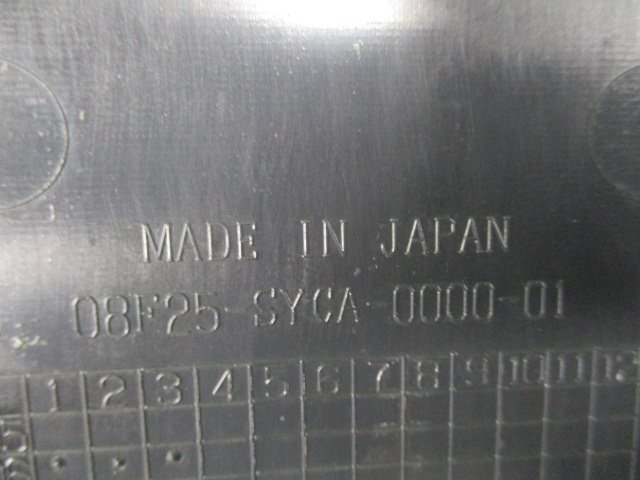 MADE IN JAPAN
08F25-SYCA-0000-01
1 2 3 4 5 6 7 8 9 10 11 12